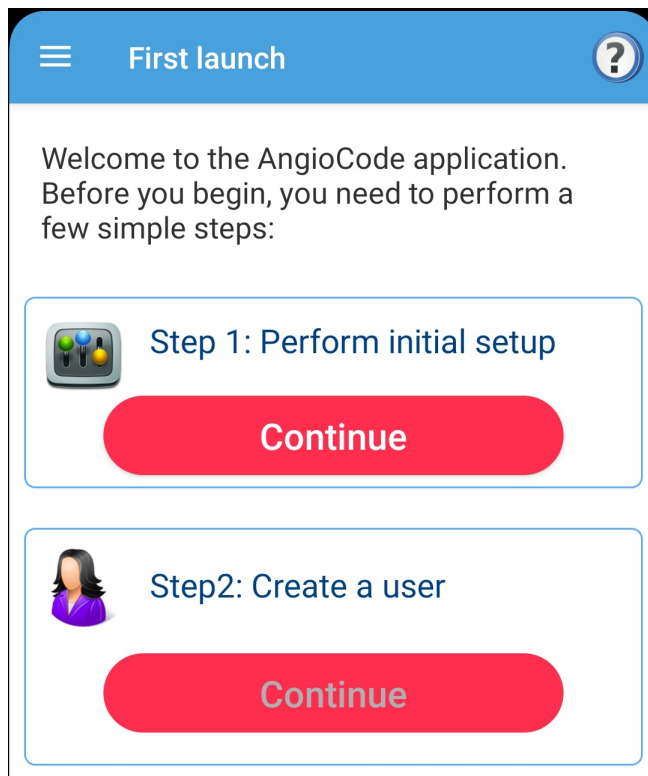 First launch
?
Welcome to the AngioCode application.
Before you begin, you need to perform a
few simple steps:
Step 1: Perform initial setup
Continue
Step2: Create a user
Continue